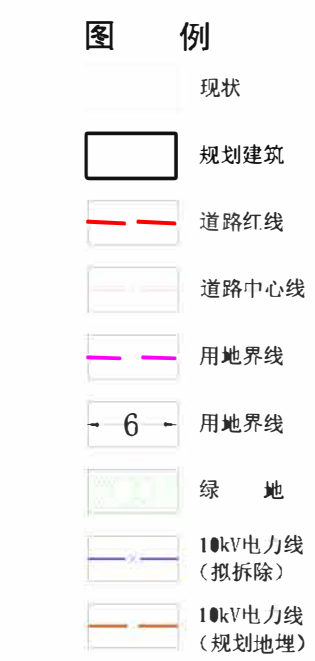 图 例
现状
规划建筑
道路红线
道路中心线
用地界线
6 用地界线
绿 地
10kV电力线
（拟拆除）
10kV电力线
（规划地埋）